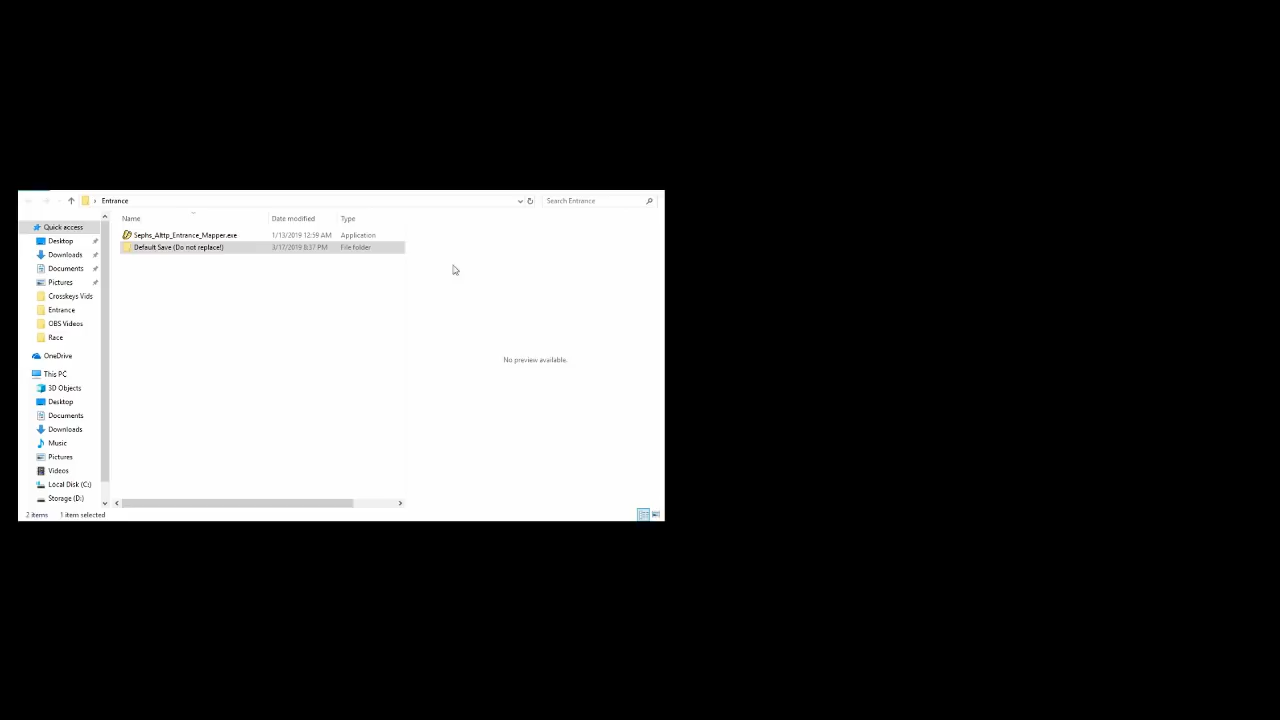 Entrance
Search Entrance
Name Date modified Type
Quick access
Sephs_Alttp_Entrance_Mapper.exe 1/13/2019 12:59 AM Application
Desktop
Default Save (Do not replace!) 3/17/2019 8:37 PM File folder
Downloads
Documents
Pictures
Crosskeys Vids
Entrance
OBS Videos
Race
OneDrive
No preview available.
This PC
3D Objects
Desktop
Documents
Downloads
Music
Pictures
Videos
Local Disk (C:)
Storage (D:)
2 items 1 item selected